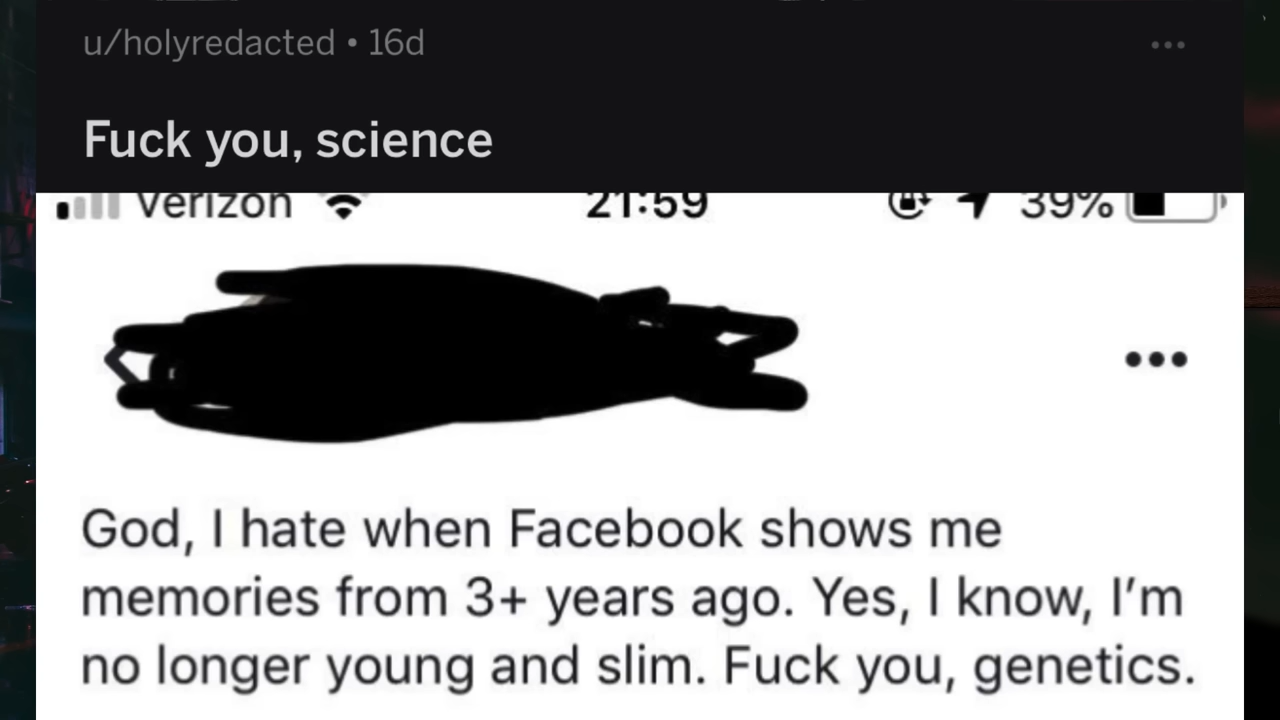 u/holyredacted • 16d
Fuck you, science
verizon 21:59 39%
God, I hate when Facebook shows me
memories from 3+ years ago. Yes, I know, I’m
no longer young and slim. Fuck you, genetics.